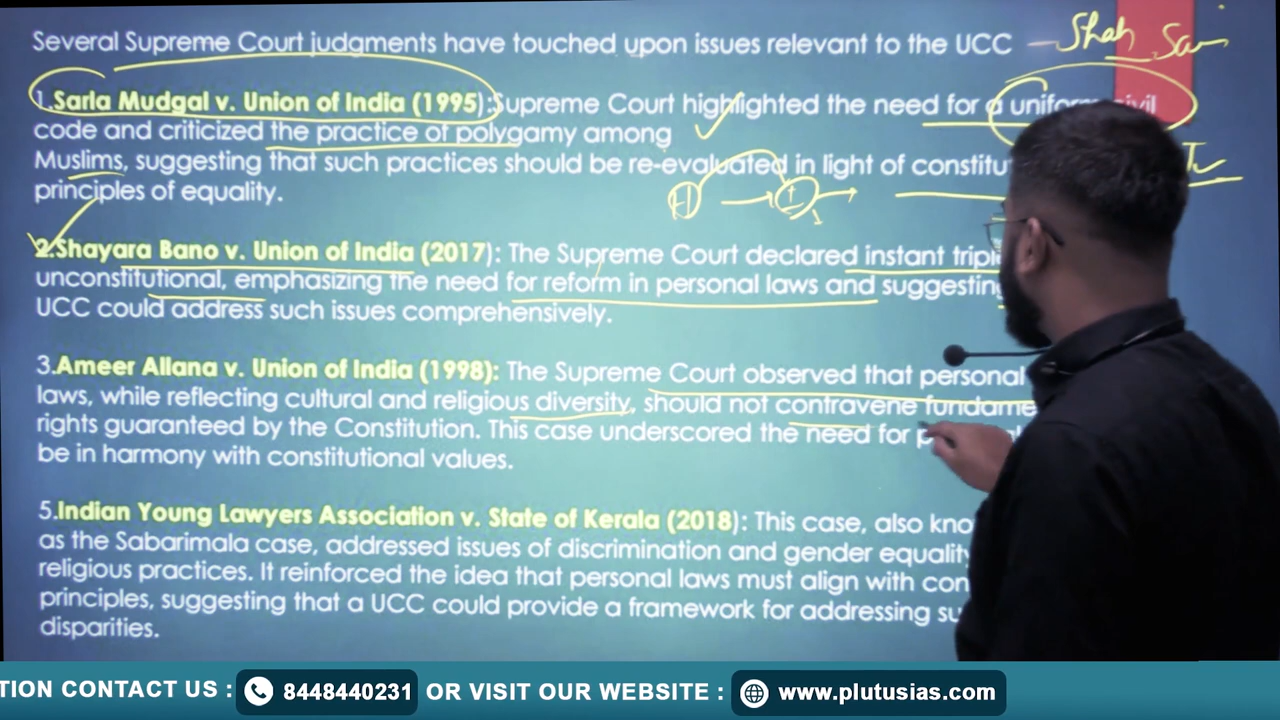 Several Supreme Court judgments have touched upon issues relevant to the UCC
Shah
1.Sarla Mudgal v. Union of India (1995):Supreme Court highlighted the need for a uniform civil
code and criticized the practice of polygamy among
Muslims, suggesting that such practices should be re-evaluated in light of
principles of equality.
2.Shayara Bano v. Union of India (2017): The Supreme Court declared instant
unconstitutional, emphasizing the need for reform in personal laws and suggesting
UCC could address such issues comprehensively.
3.Ameer Allana v. Union of India (1998): The Supreme Court observed that personal
laws, while reflecting cultural and religious diversity, should not contravene
rights guaranteed by the Constitution. This case underscored the need for
be in harmony with constitutional values.
5.Indian Young Lawyers Association v. State of Kerala (2018): This case, also
as the Sabarimala case, addressed issues of discrimination and gender equality
religious practices. It reinforced the idea that personal laws must align with
principles, suggesting that a UCC could provide a framework for addressing
disparities.
TION CONTACT US : 8448440231 OR VISIT OUR WEBSITE : www.plutusias.com